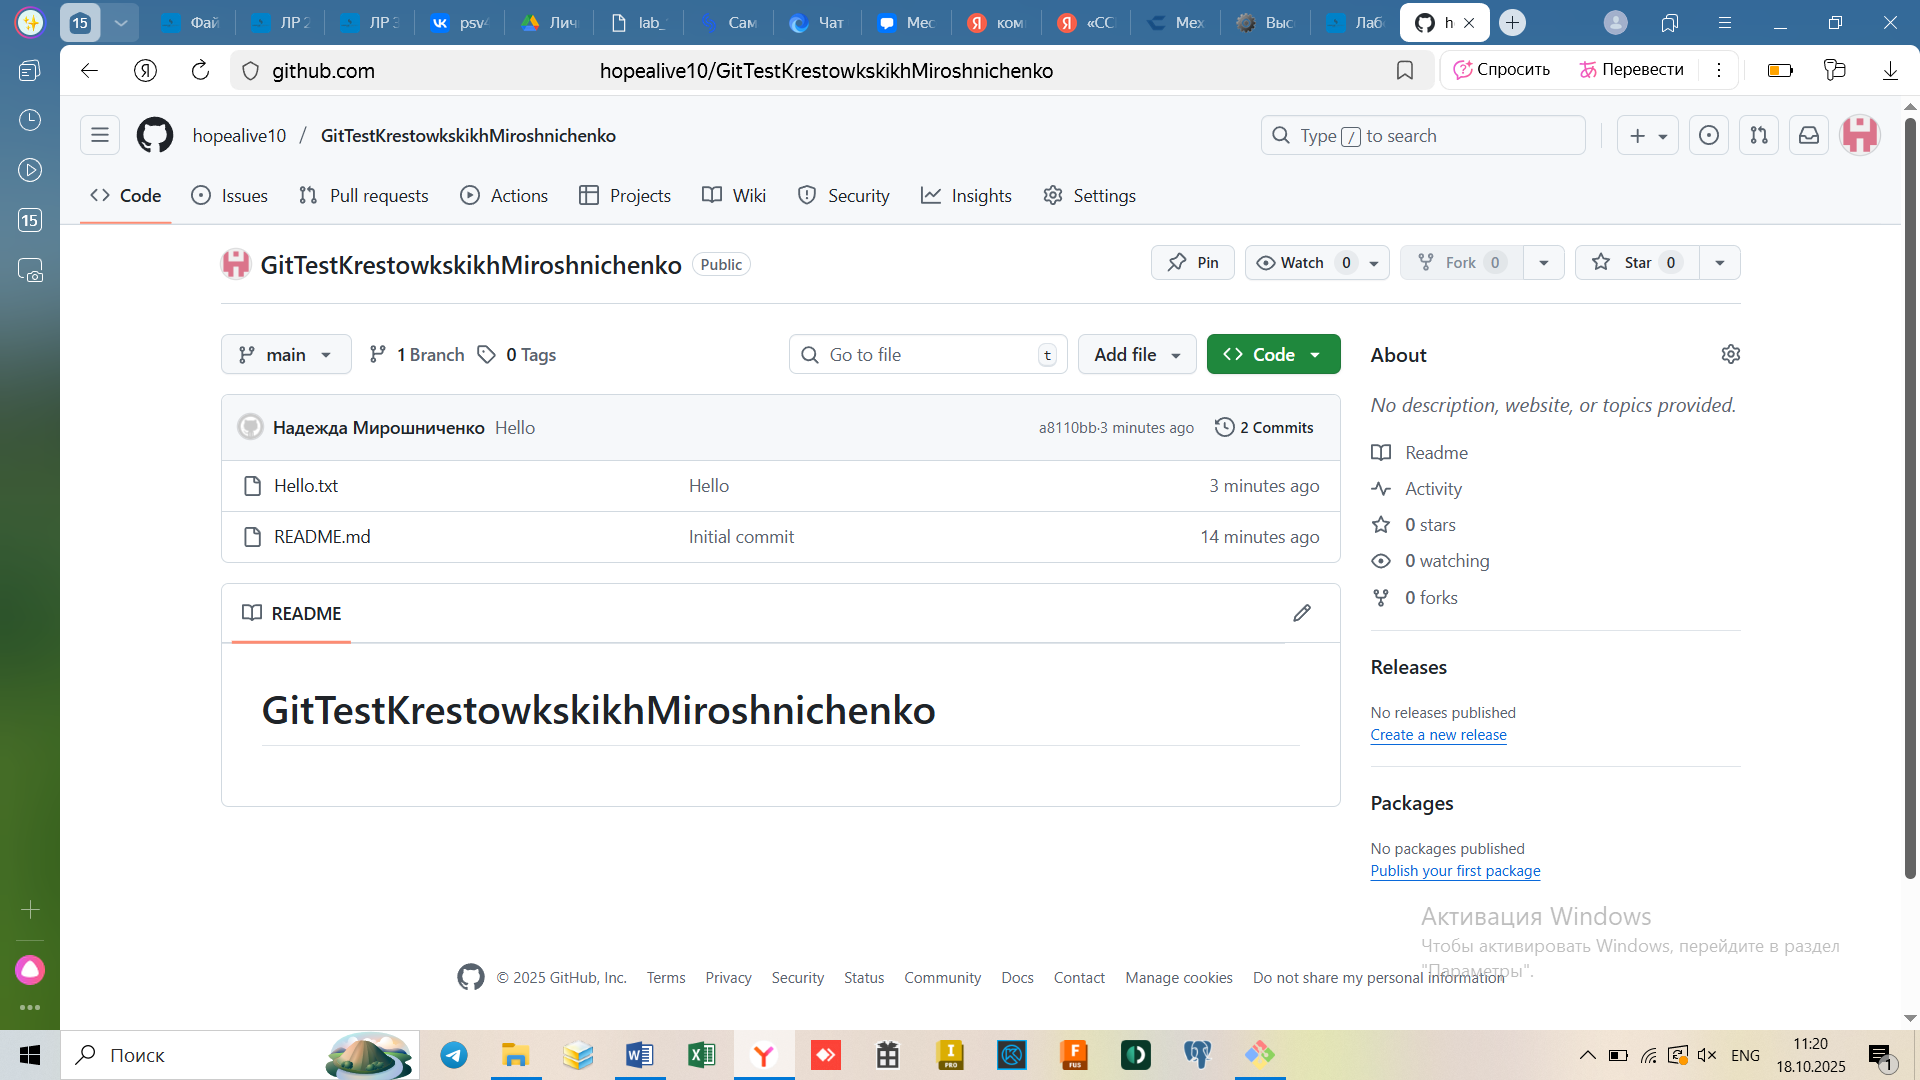 15 Фай ЛР 2 ЛР 3 psv4 Лич lab_ Сам Чат Мес ком «СС Мех Выс Лаб h
github.com hopealive10/GitTestKrestowkskikhMiroshnichenko Спросить Перевести
hopealive10 / GitTestKrestowkskikhMiroshnichenko Type / to search
Code Issues Pull requests Actions Projects Wiki Security Insights Settings
15
GitTestKrestowkskikhMiroshnichenko Public Pin Watch 0 Fork 0 Star 0
main 1 Branch 0 Tags Go to file t Add file Code About
No description, website, or topics provided.
Надежда Мирошниченко Hello a8110bb·3 minutes ago 2 Commits
Readme
Hello.txt Hello 3 minutes ago
Activity
0 stars
README.md Initial commit 14 minutes ago
0 watching
0 forks
README
Releases
GitTestKrestowkskikhMiroshnichenko
No releases published
Create a new release
Packages
No packages published
Publish your first package
Активация Windows
Чтобы активировать Windows, перейдите в раздел
"Параметры".
© 2025 GitHub, Inc. Terms Privacy Security Status Community Docs Contact Manage cookies Do not share my personal information
Поиск ENG 11:20
18.10.2025 1